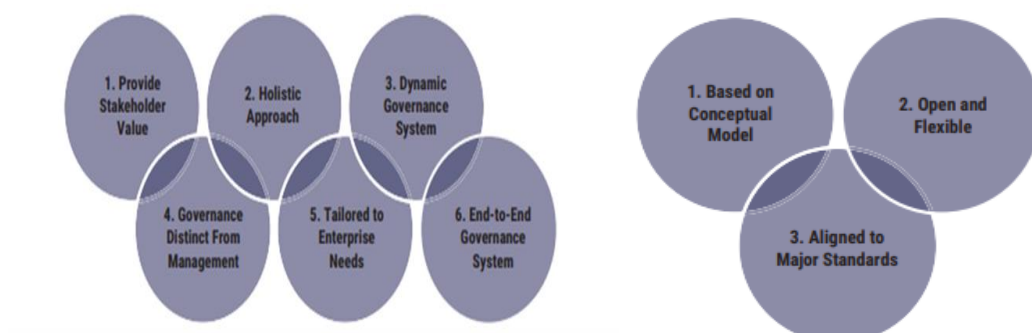 1. Provide
Stakeholder
Value
2. Holistic
Approach
3. Dynamic
Governance
System
4. Governance
Distinct From
Management
5. Tailored to
Enterprise
Needs
6. End-to-End
Governance
System
1. Based on
Conceptual
Model
2. Open and
Flexible
3. Aligned to
Major Standards